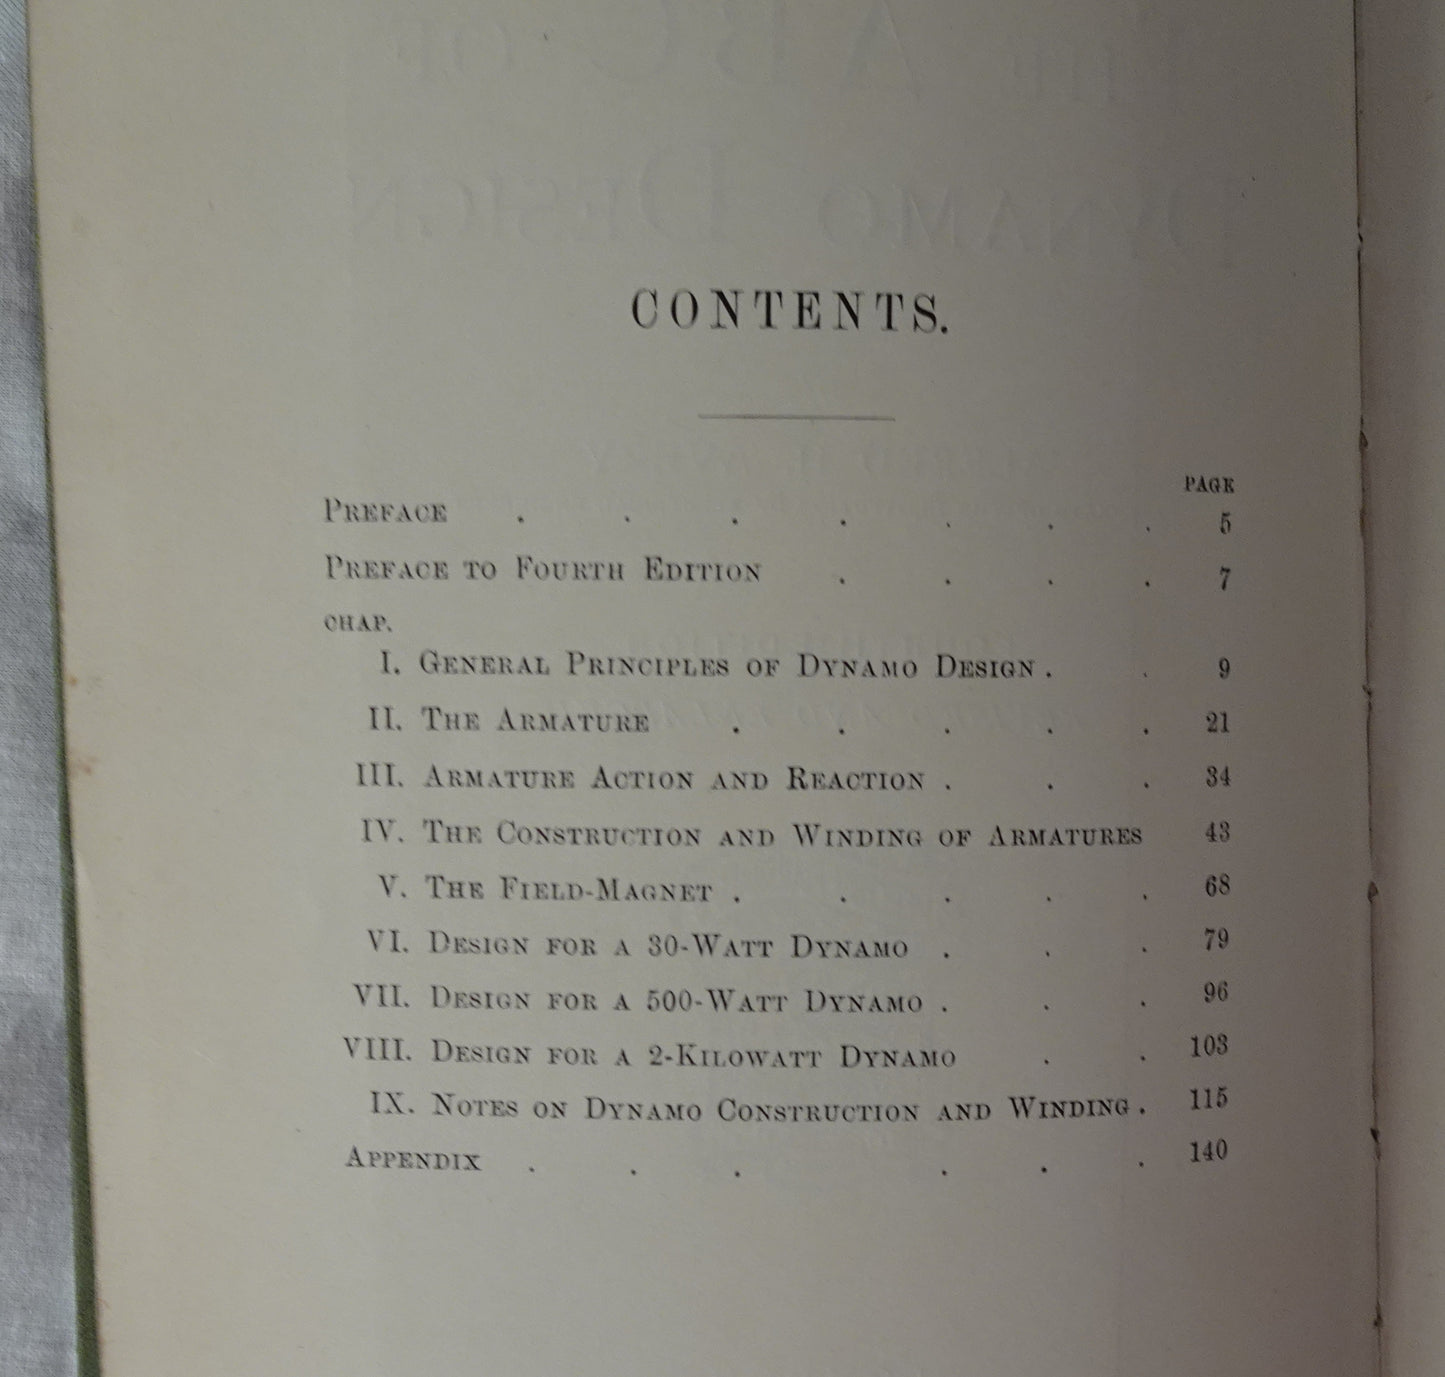 CONTENTS.
PAGE
PREFACE . . . . . . . 5
PREFACE TO FOURTH EDITION . . . . 7
CHAP.
I. GENERAL PRINCIPLES OF DYNAMO DESIGN . . 9
II. THE ARMATURE . . . . . 21
III. ARMATURE ACTION AND REACTION . . . 34
IV. THE CONSTRUCTION AND WINDING OF ARMATURES 43
V. THE FIELD-MAGNET . . . . . 68
VI. DESIGN FOR A 30-WATT DYNAMO . . . 79
VII. DESIGN FOR A 500-WATT DYNAMO . . . 96
VIII. DESIGN FOR A 2-KILOWATT DYNAMO . . 103
IX. NOTES ON DYNAMO CONSTRUCTION AND WINDING . 115
APPENDIX . . . . . . 140